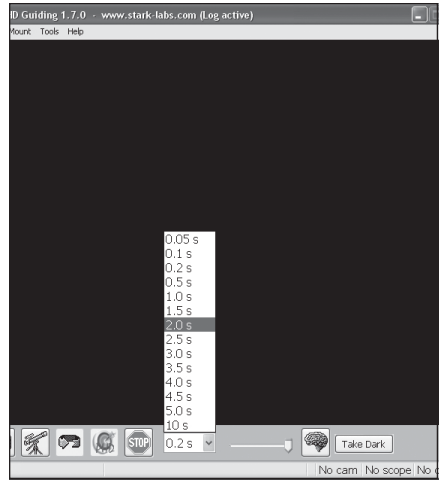 ID Guiding 1.7.0 - www.stark-labs.com (Log active)
Mount Tools Help
0.05 s
0.1 s
0.2 s
0.5 s
1.0 s
1.5 s
2.0 s
2.5 s
3.0 s
3.5 s
4.0 s
4.5 s
5.0 s
10 s
STOP 0.2 s Take Dark
No cam No scope No